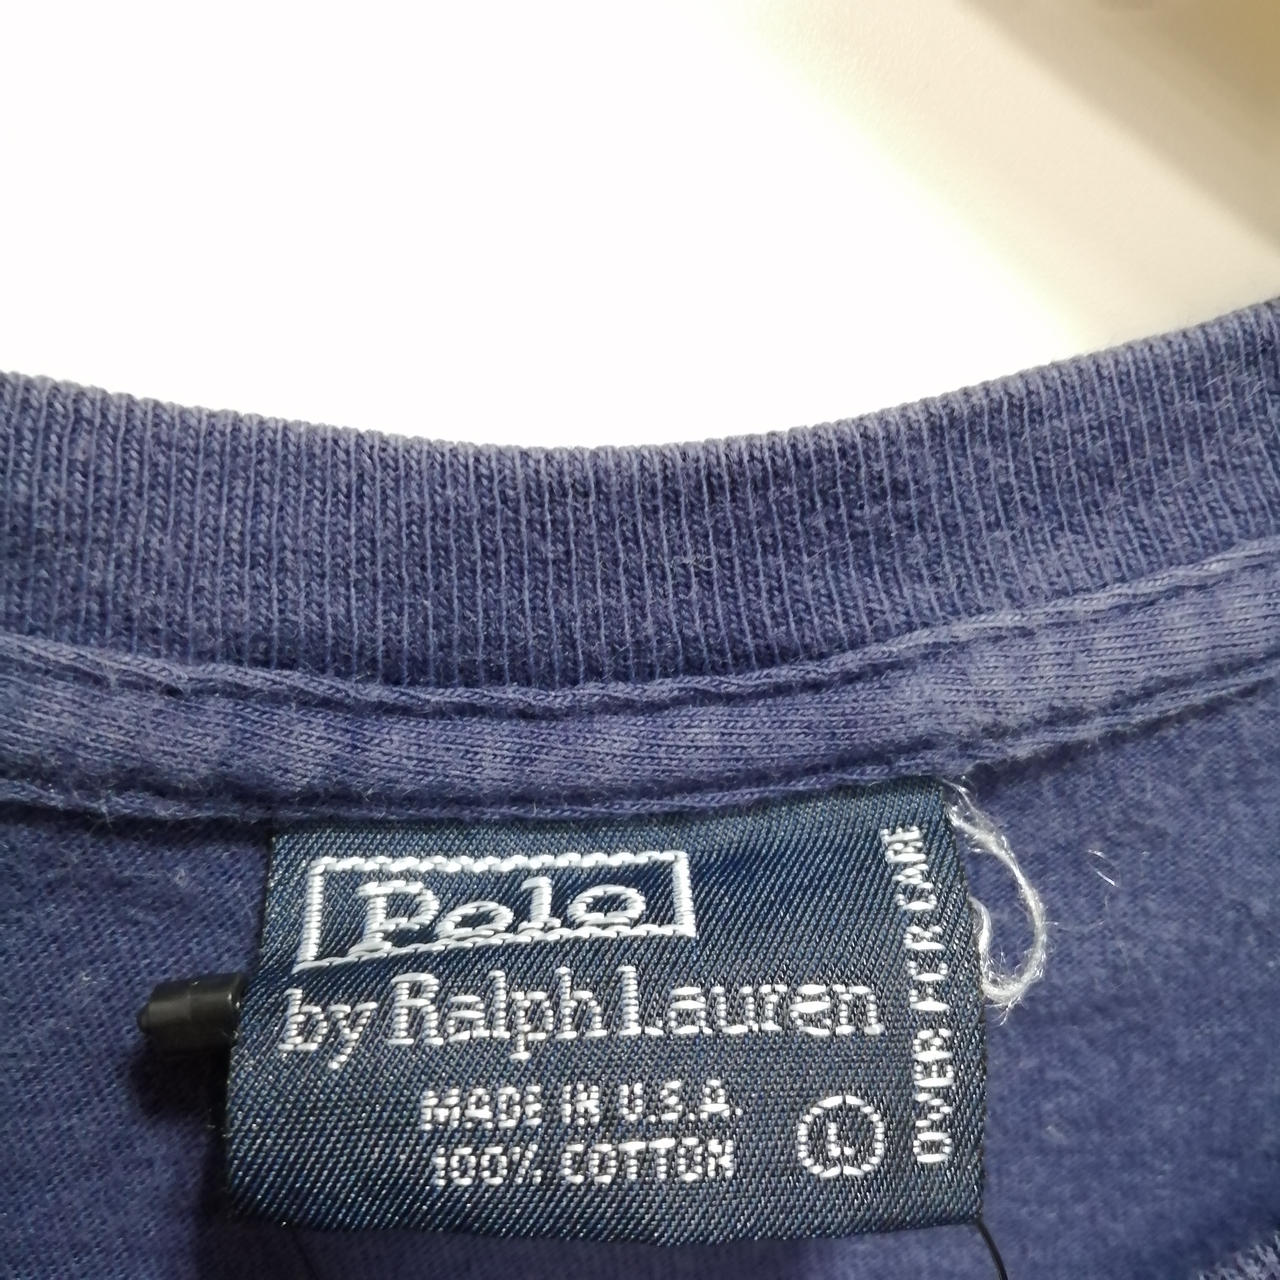 Polo
by Ralph Lauren
MADE IN U.S.A.
100% COTTON
L
OVER FOR CARE